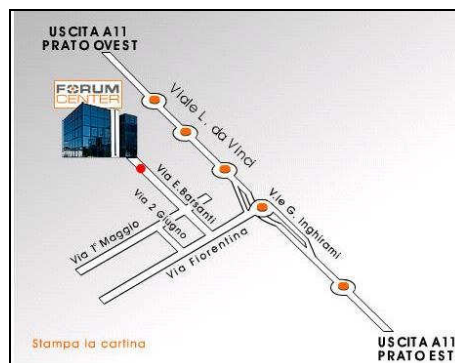 USCITA A11
PRATO OVEST
FORUM
CENTER
Viale L. da Vinci
Via E. Barsanti
Via 2 Giugno
Via 1° Maggio
V.le G. Inghirami
Via Fiorentina
Stampa la cartina
USCITA A11
PRATO EST